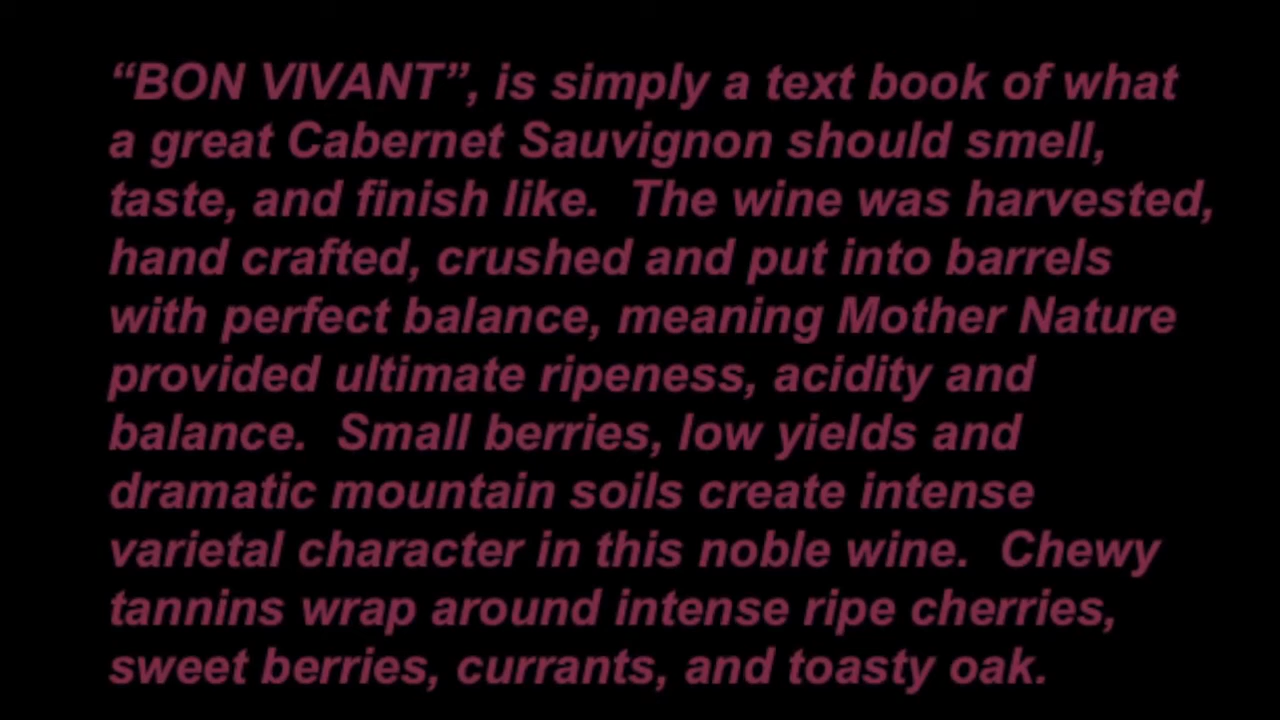 “BON VIVANT”, is simply a text book of what
a great Cabernet Sauvignon should smell,
taste, and finish like.  The wine was harvested,
hand crafted, crushed and put into barrels
with perfect balance, meaning Mother Nature
provided ultimate ripeness, acidity and
balance.  Small berries, low yields and
dramatic mountain soils create intense
varietal character in this noble wine.  Chewy
tannins wrap around intense ripe cherries,
sweet berries, currants, and toasty oak.